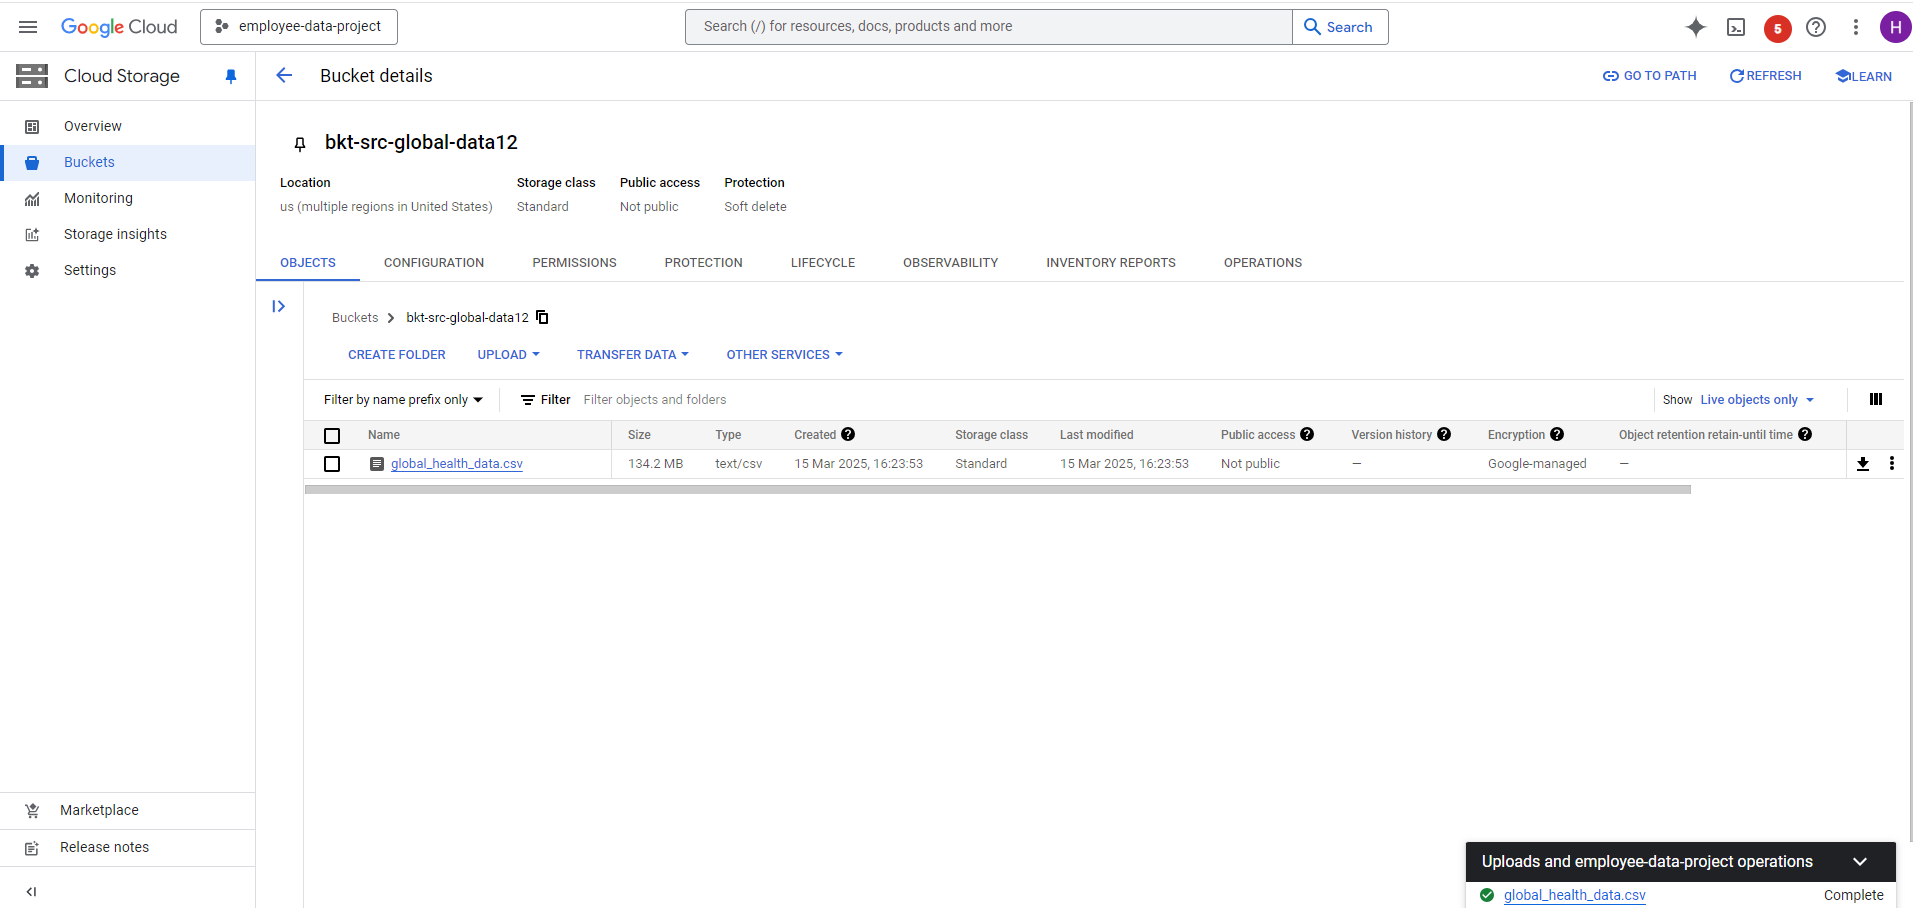 Google Cloud
employee-data-project
Search (/) for resources, docs, products and more
Search
5
H
Cloud Storage
Bucket details
GO TO PATH
REFRESH
LEARN
Overview
Buckets
Monitoring
Storage insights
Settings
bkt-src-global-data12
Location Storage class Public access Protection
us (multiple regions in United States) Standard Not public Soft delete
OBJECTS CONFIGURATION PERMISSIONS PROTECTION LIFECYCLE OBSERVABILITY INVENTORY REPORTS OPERATIONS
Buckets bkt-src-global-data12
CREATE FOLDER UPLOAD TRANSFER DATA OTHER SERVICES
Filter by name prefix only Filter Filter objects and folders Show Live objects only
Name Size Type Created Storage class Last modified Public access Version history Encryption Object retention retain-until time
global_health_data.csv 134.2 MB text/csv 15 Mar 2025, 16:23:53 Standard 15 Mar 2025, 16:23:53 Not public — Google-managed —
Marketplace
Release notes
Uploads and employee-data-project operations
global_health_data.csv Complete